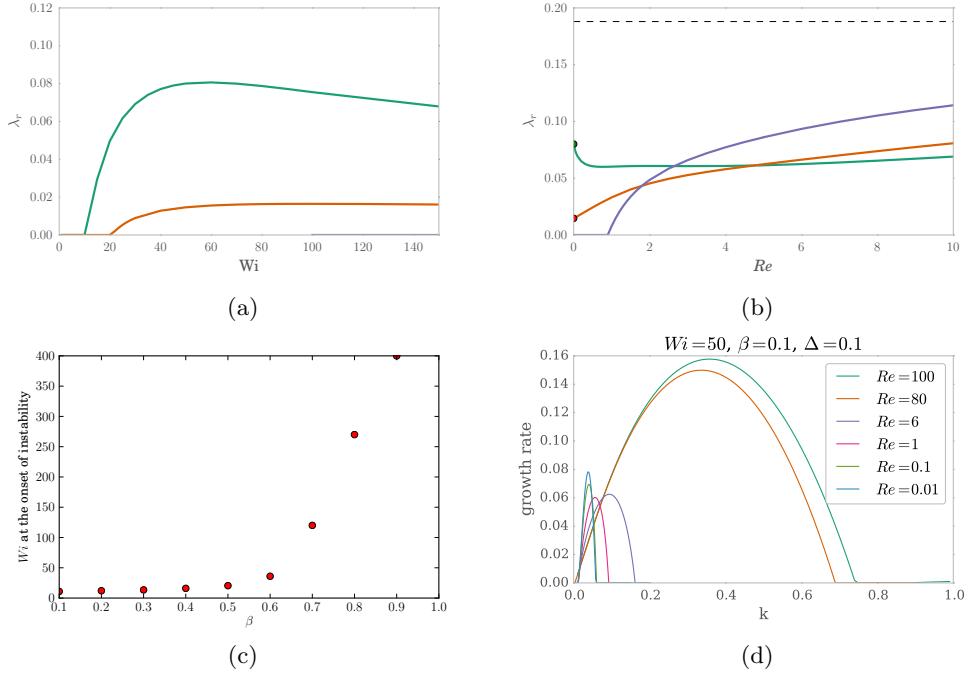 0.12
0.10
0.08
0.06
0.04
0.02
0.00
λr
0 20 40 60 80 100 120 140
Wi
(a)
0.20
0.15
0.10
0.05
0.00
λr
0 2 4 6 8 10
Re
(b)
400
350
300
250
200
150
100
50
0
Wi at the onset of instability
0.1 0.2 0.3 0.4 0.5 0.6 0.7 0.8 0.9 1.0
β
(c)
Wi=50, β=0.1, Δ=0.1
0.16
0.14
0.12
0.10
0.08
0.06
0.04
0.02
0.00
growth rate
Re=100
Re=80
Re=6
Re=1
Re=0.1
Re=0.01
0.0 0.2 0.4 0.6 0.8 1.0
k
(d)